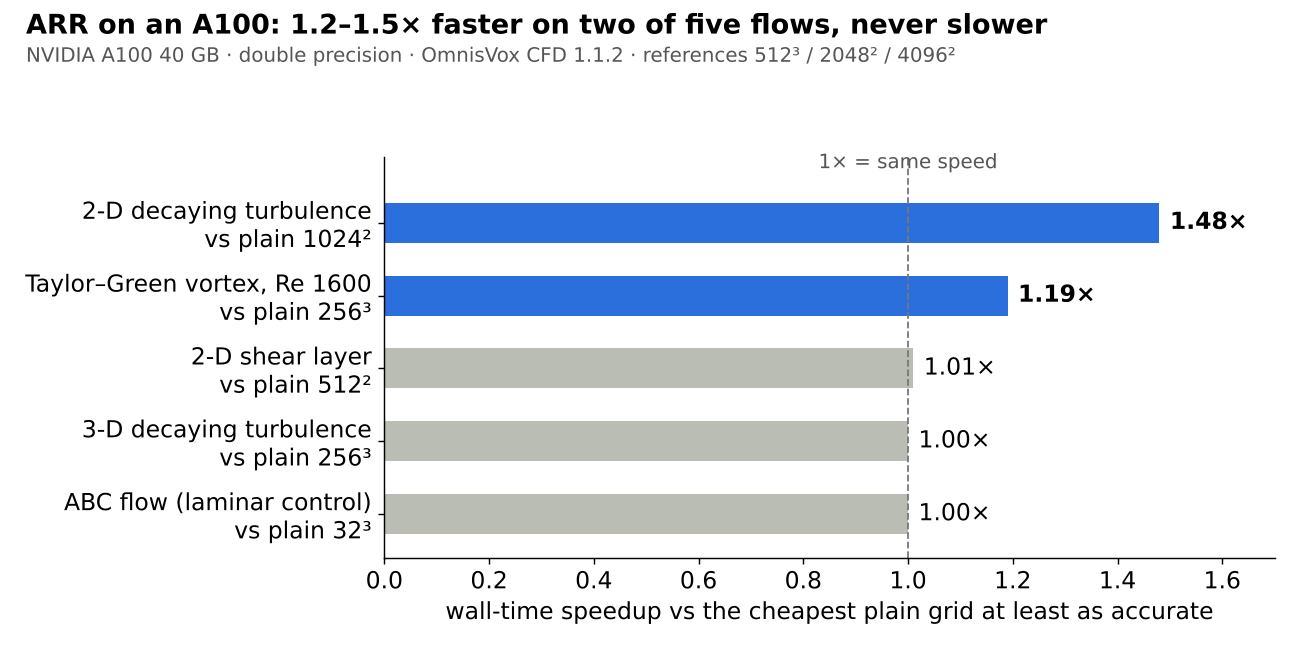 ARR on an A100: 1.2–1.5× faster on two of five flows, never slower
NVIDIA A100 40 GB · double precision · OmnisVox CFD 1.1.2 · references 512³ / 2048² / 4096²
1× = same speed
2-D decaying turbulence
vs plain 1024²
1.48×
Taylor–Green vortex, Re 1600
vs plain 256³
1.19×
2-D shear layer
vs plain 512²
1.01×
3-D decaying turbulence
vs plain 256³
1.00×
ABC flow (laminar control)
vs plain 32³
1.00×
0.0 0.2 0.4 0.6 0.8 1.0 1.2 1.4 1.6
wall-time speedup vs the cheapest plain grid at least as accurate